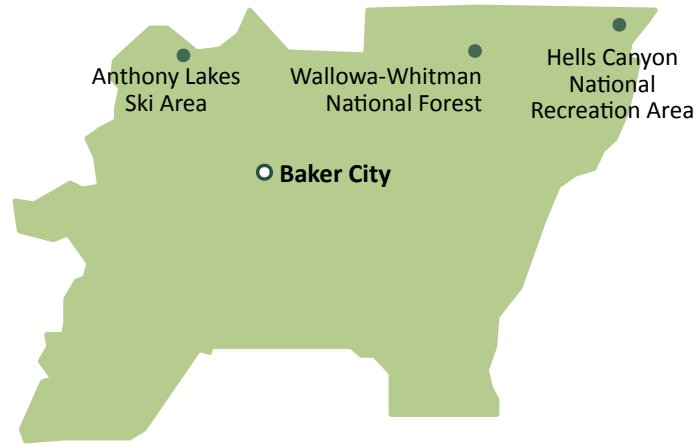 Anthony Lakes
Ski Area
Wallowa-Whitman
National Forest
Hells Canyon
National
Recreation Area
Baker City